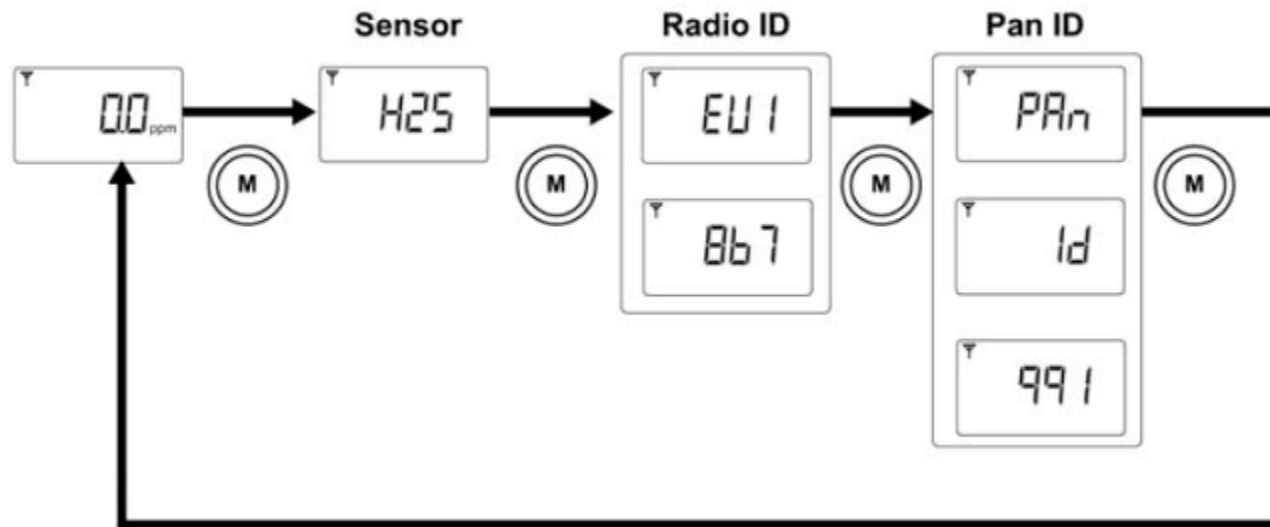 Sensor
Radio ID
Pan ID
0.0 ppm
H2S
EU1
PAn
M
M
M
M
8b7
Id
991